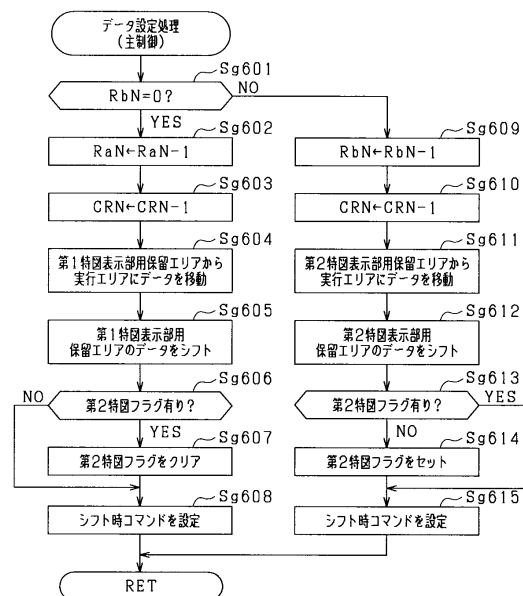 データ設定処理
(主制御)
Sg601
RbN=0?
NO
YES
Sg602
RaN←RaN-1
Sg603
CRN←CRN-1
Sg604
第1特図表示部用保留エリアから
実行エリアにデータを移動
Sg605
第1特図表示部用
保留エリアのデータをシフト
Sg606
NO
第2特図フラグ有り?
YES
Sg607
第2特図フラグをクリア
Sg608
シフト時コマンドを設定
Sg609
RbN←RbN-1
Sg610
CRN←CRN-1
Sg611
第2特図表示部用保留エリアから
実行エリアにデータを移動
Sg612
第2特図表示部用
保留エリアのデータをシフト
Sg613
第2特図フラグ有り?
YES
NO
Sg614
第2特図フラグをセット
Sg615
シフト時コマンドを設定
RET